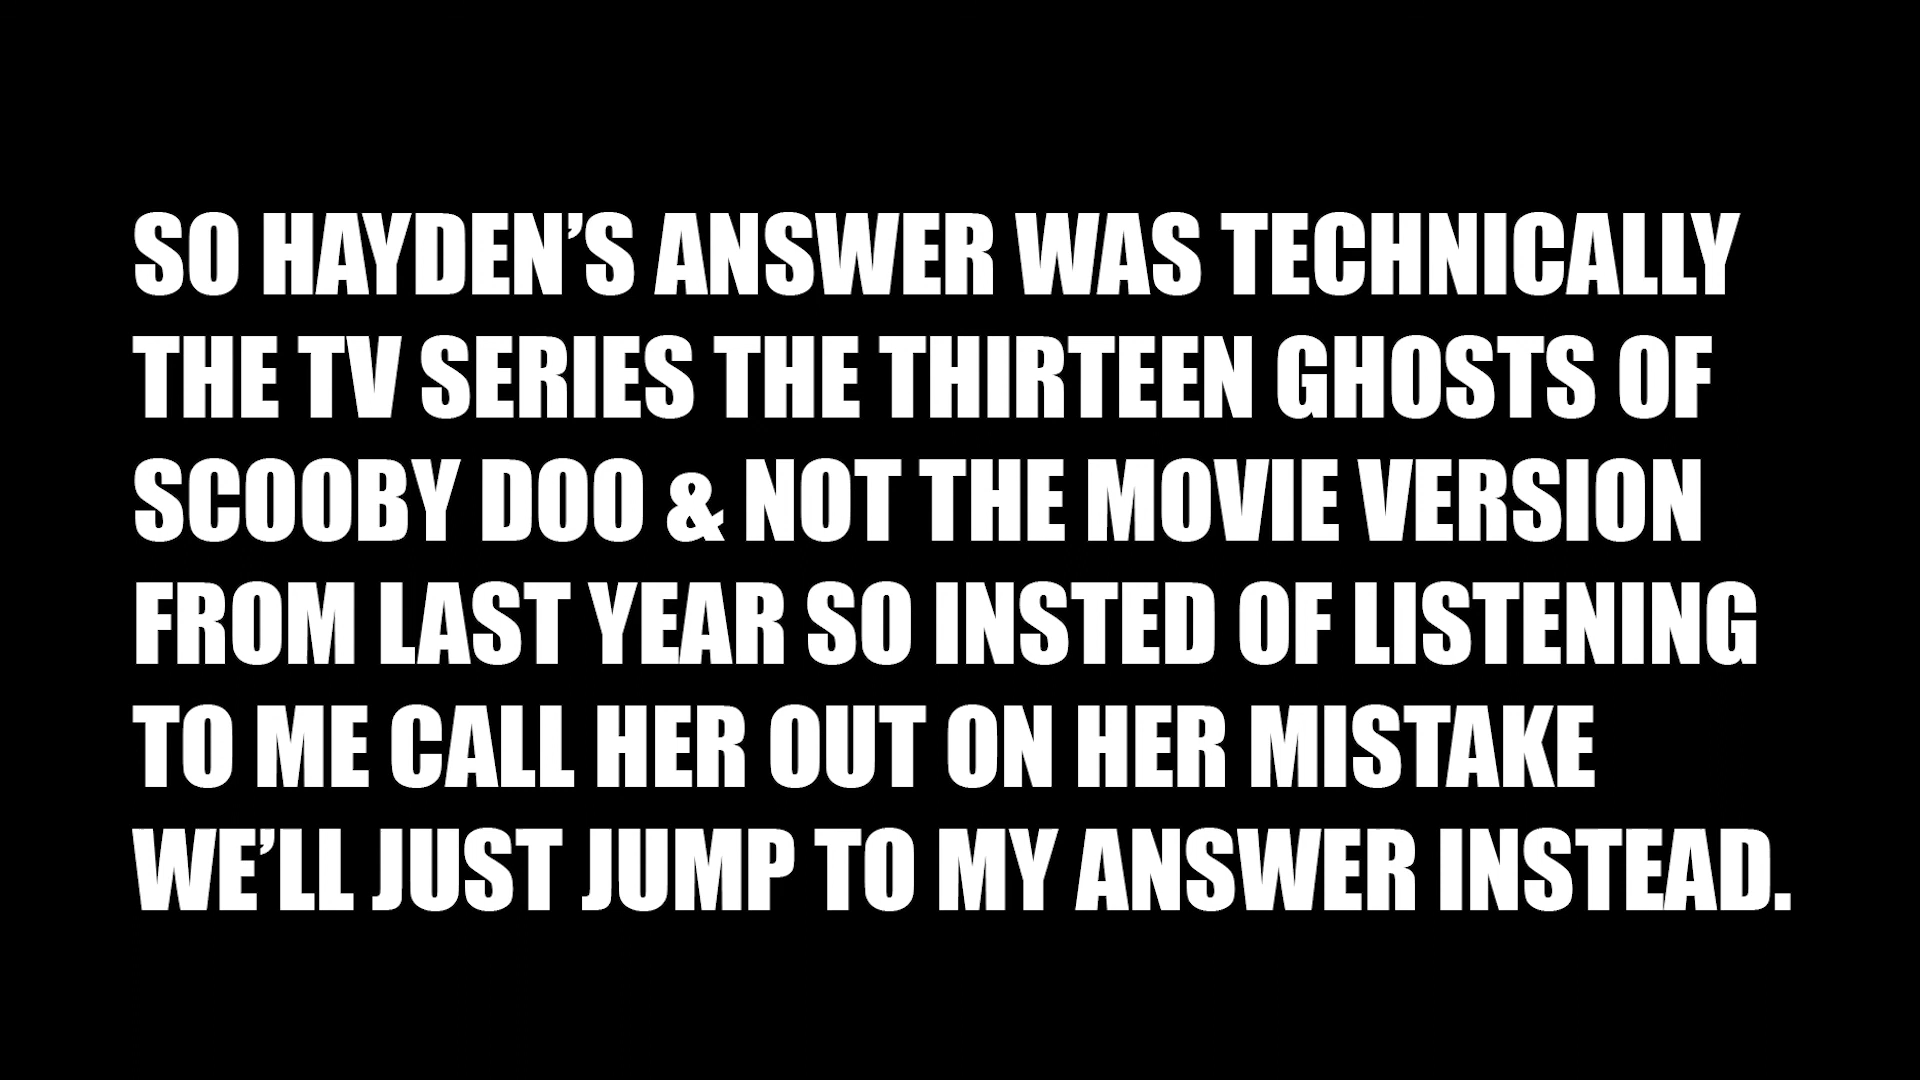 SO HAYDEN’S ANSWER WAS TECHNICALLY
THE TV SERIES THE THIRTEEN GHOSTS OF
SCOOBY DOO & NOT THE MOVIE VERSION
FROM LAST YEAR SO INSTED OF LISTENING
TO ME CALL HER OUT ON HER MISTAKE
WE’LL JUST JUMP TO MY ANSWER INSTEAD.